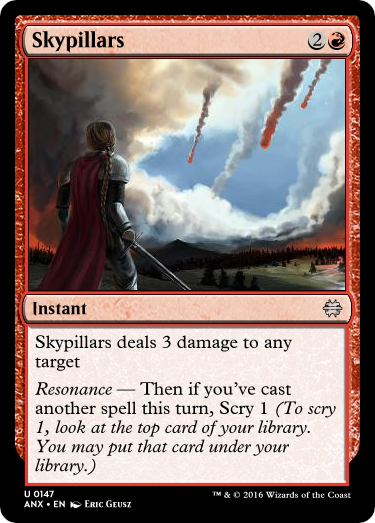 Skypillars 2
Instant
Skypillars deals 3 damage to any
target
Resonance — Then if you've cast
another spell this turn, Scry 1 (To scry
1, look at the top card of your library.
You may put that card under your
library.)
U 0147
ANX • EN Eric Geusz
™ & © 2016 Wizards of the Coast